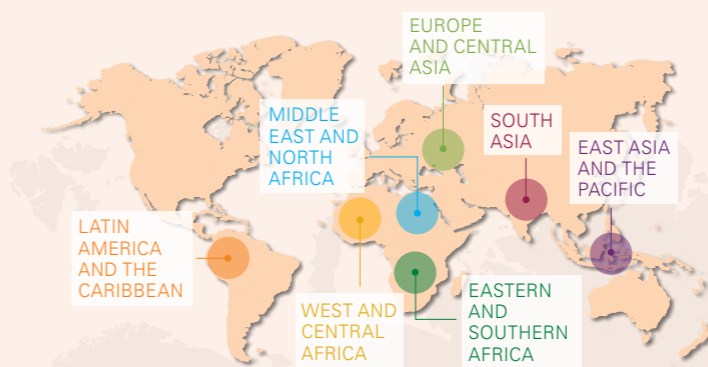 EUROPE
AND CENTRAL
ASIA
MIDDLE
EAST AND
NORTH
AFRICA
SOUTH
ASIA
EAST ASIA
AND THE
PACIFIC
LATIN
AMERICA
AND THE
CARIBBEAN
WEST AND
CENTRAL
AFRICA
EASTERN
AND
SOUTHERN
AFRICA